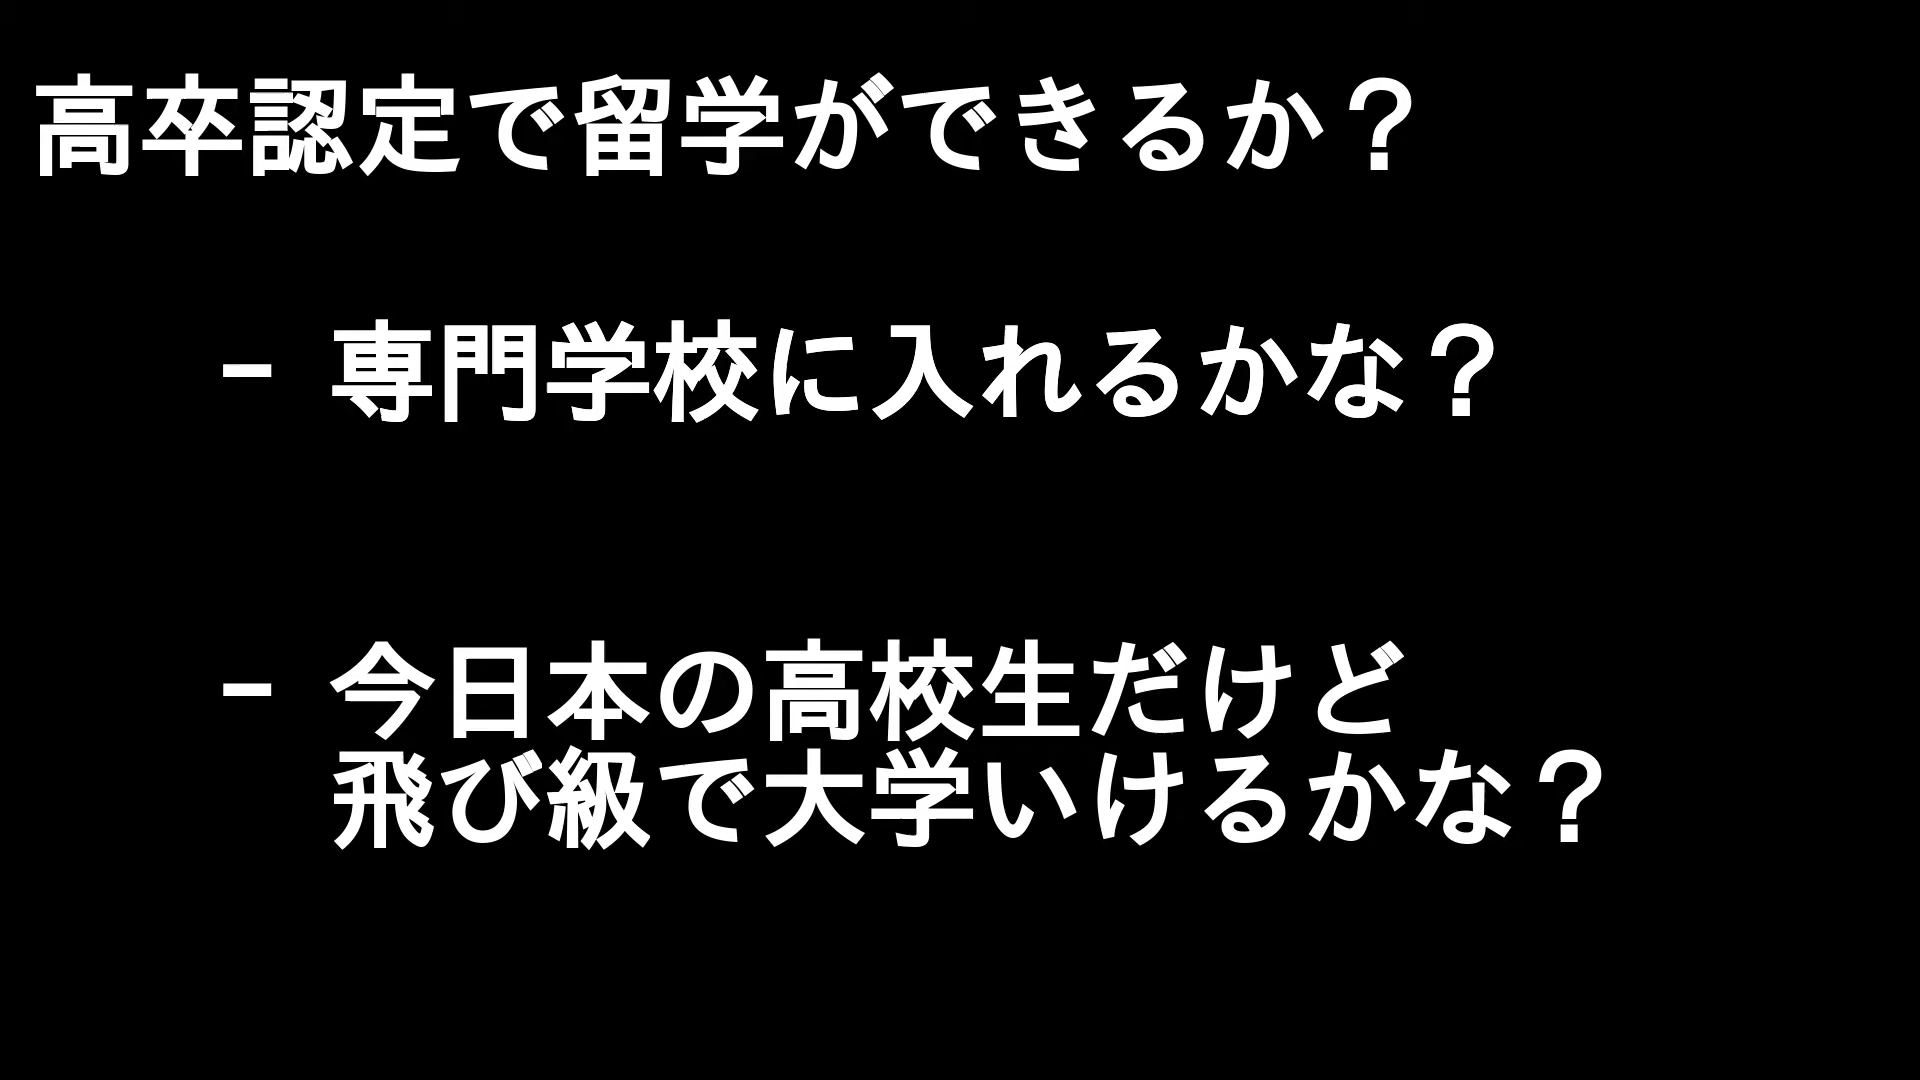 高卒認定で留学ができるか？
- 専門学校に入れるかな？
- 今日本の高校生だけど
飛び級で大学いけるかな？